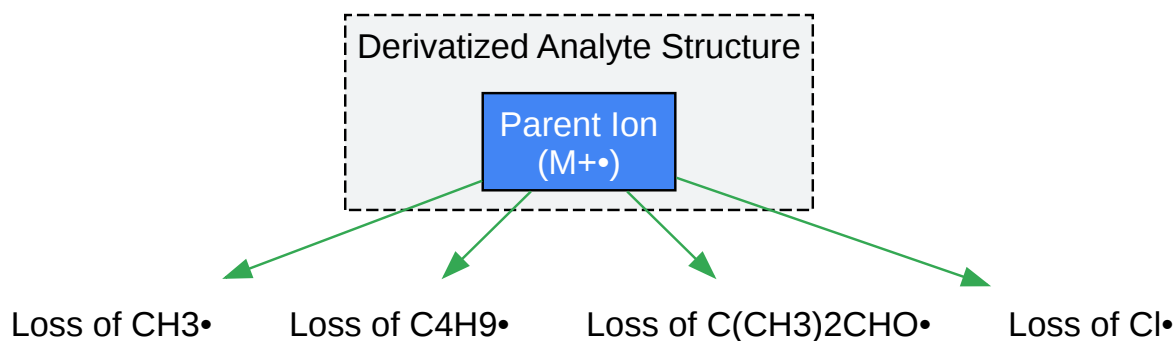 Derivatized Analyte Structure
Parent Ion
(M+•)
Loss of CH3•
Loss of C4H9•
Loss of C(CH3)2CHO•
Loss of Cl•